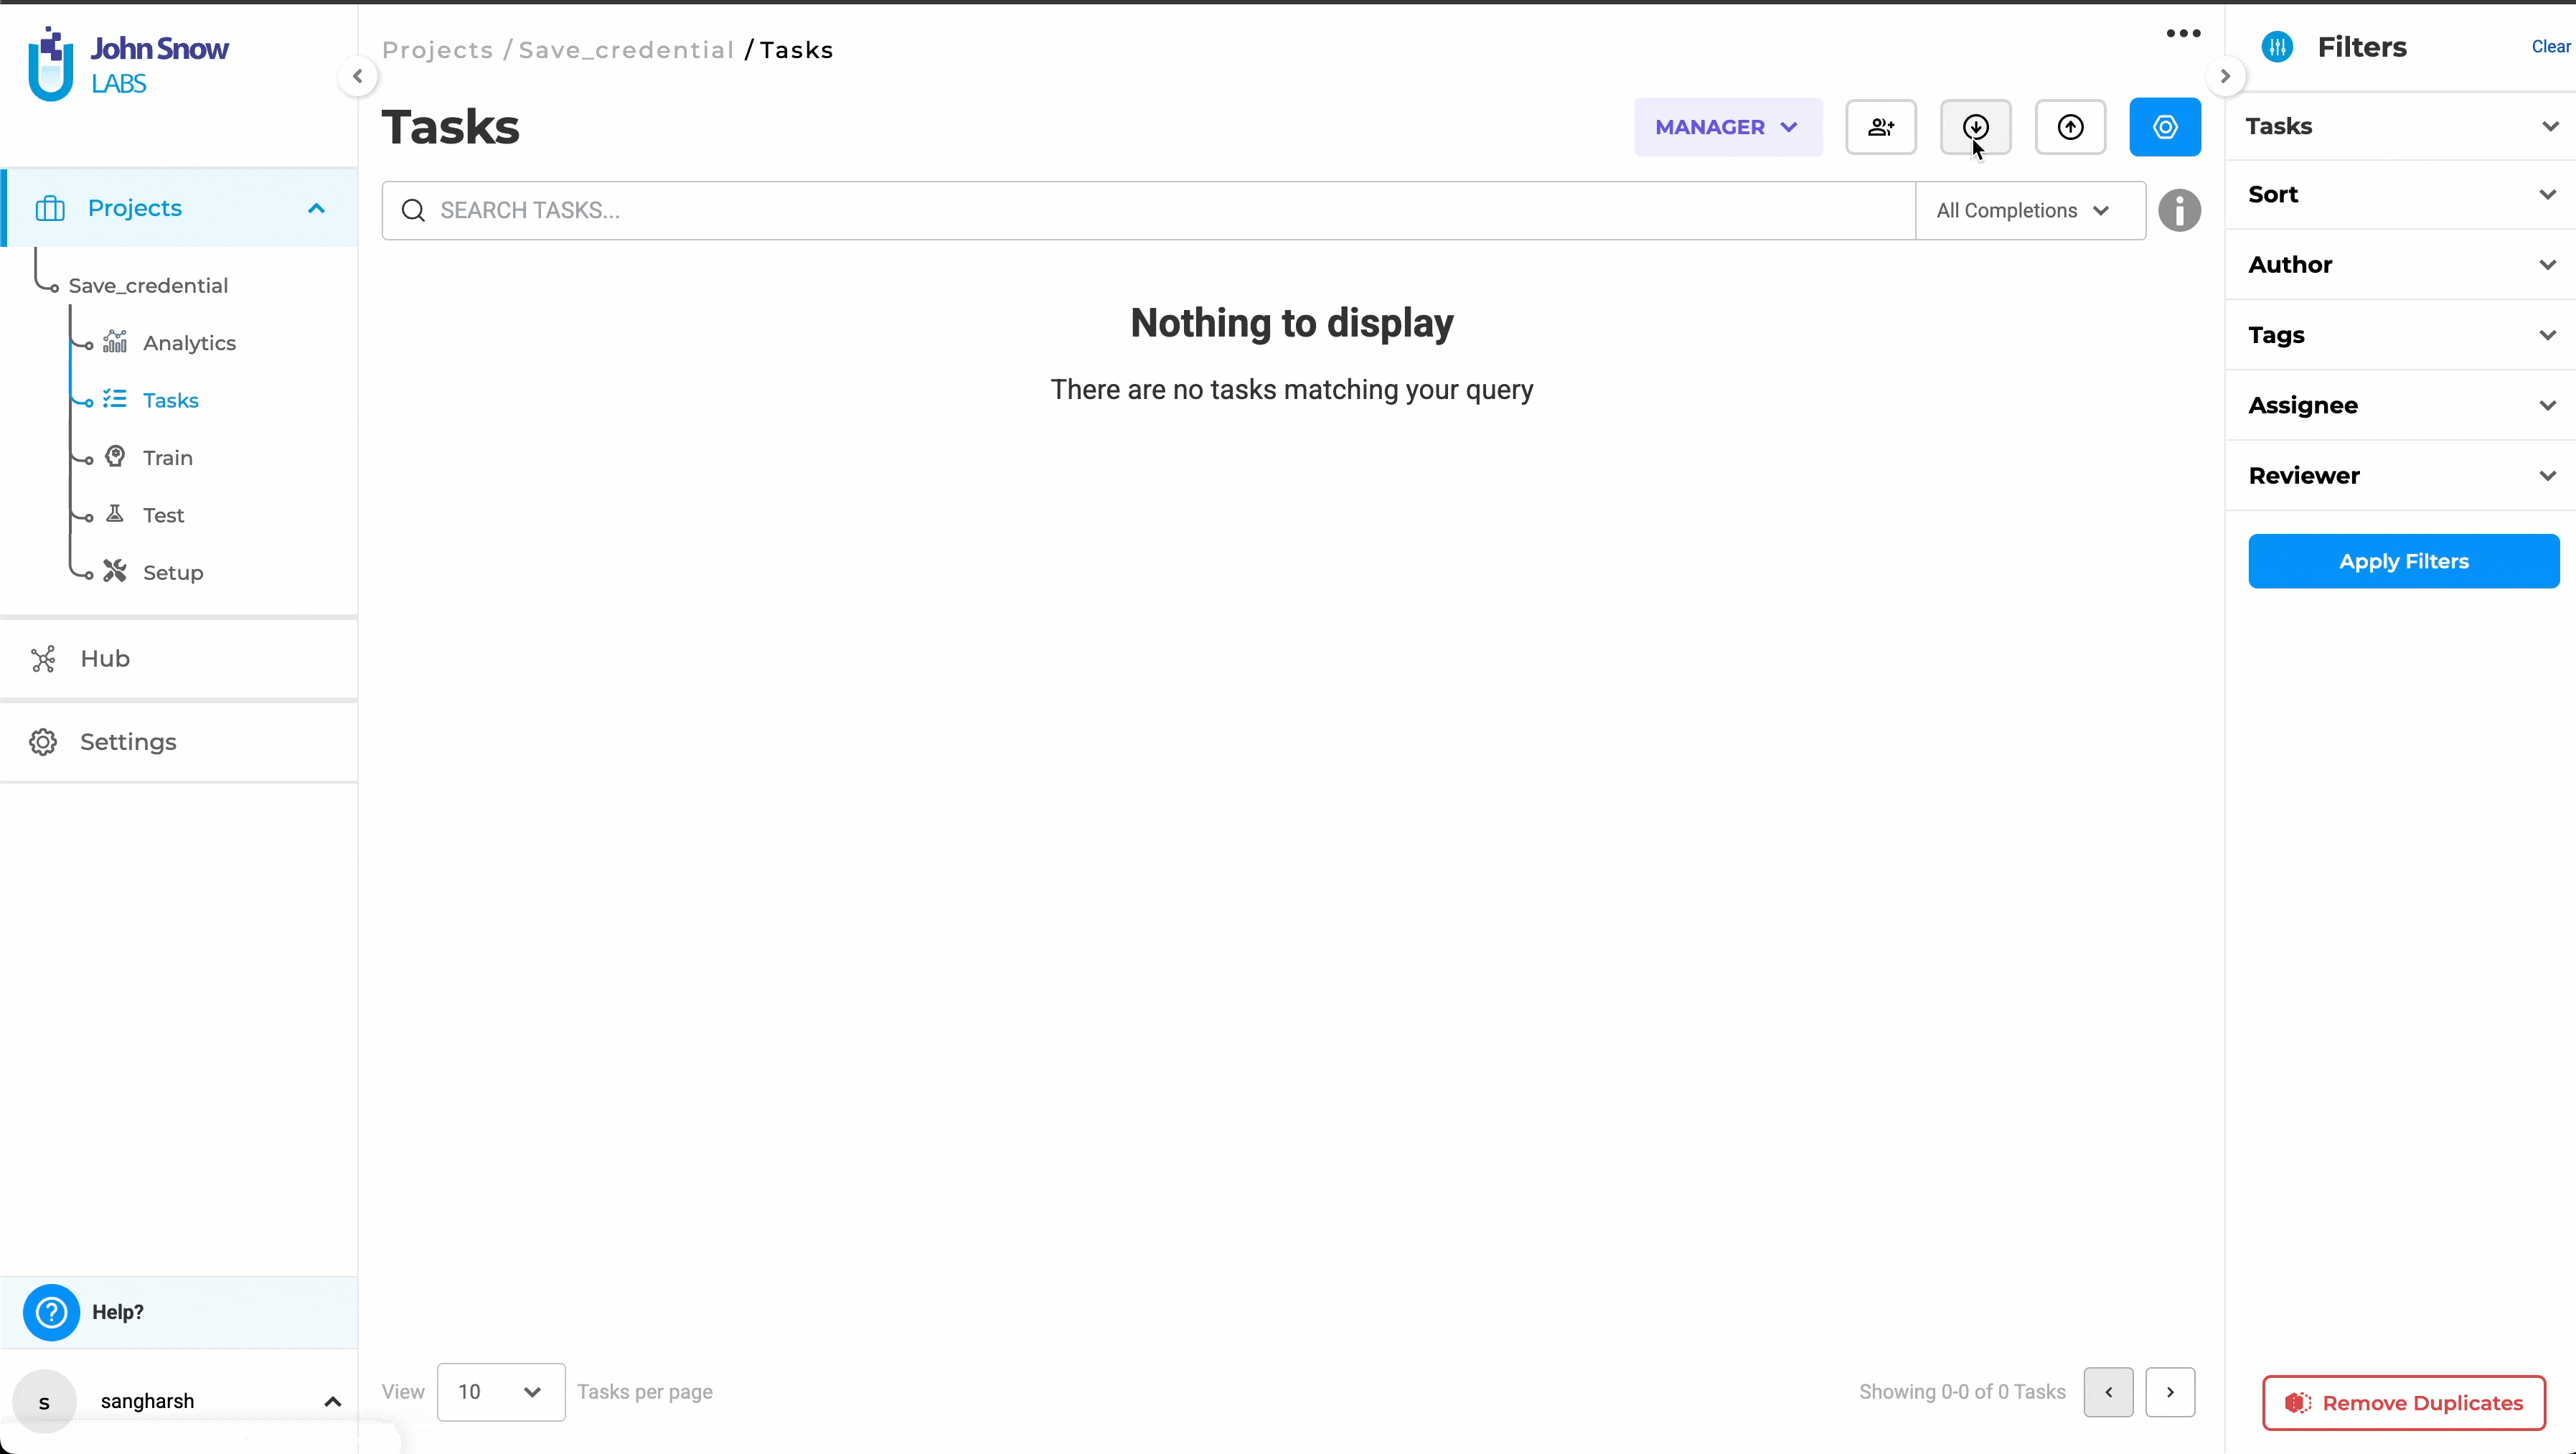 John Snow
LABS
Projects
Save_credential
Analytics
Tasks
Train
Test
Setup
Hub
Settings
Help?
s
sangharsh
Projects / Save_credential / Tasks
Tasks
MANAGER
SEARCH TASKS...
All Completions
Nothing to display
There are no tasks matching your query
View 10 Tasks per page
Showing 0-0 of 0 Tasks
Filters
Clear
Tasks
Sort
Author
Tags
Assignee
Reviewer
Apply Filters
Remove Duplicates